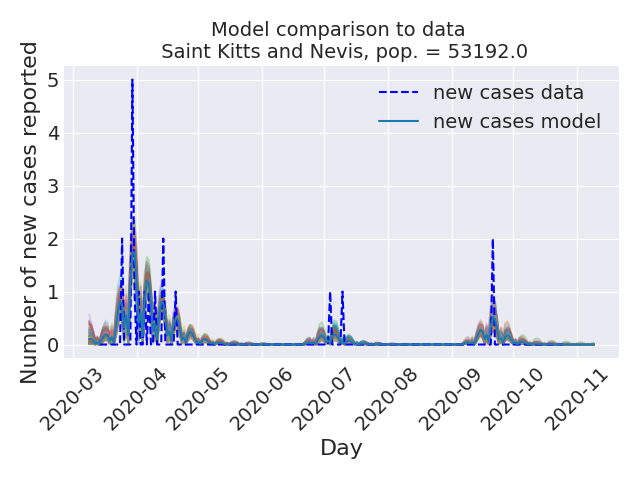 Model comparison to data
Saint Kitts and Nevis, pop. = 53192.0
Number of new cases reported
5
4
3
2
1
0
new cases data
new cases model
2020-03
2020-04
2020-05
2020-06
2020-07
2020-08
2020-09
2020-10
2020-11
Day